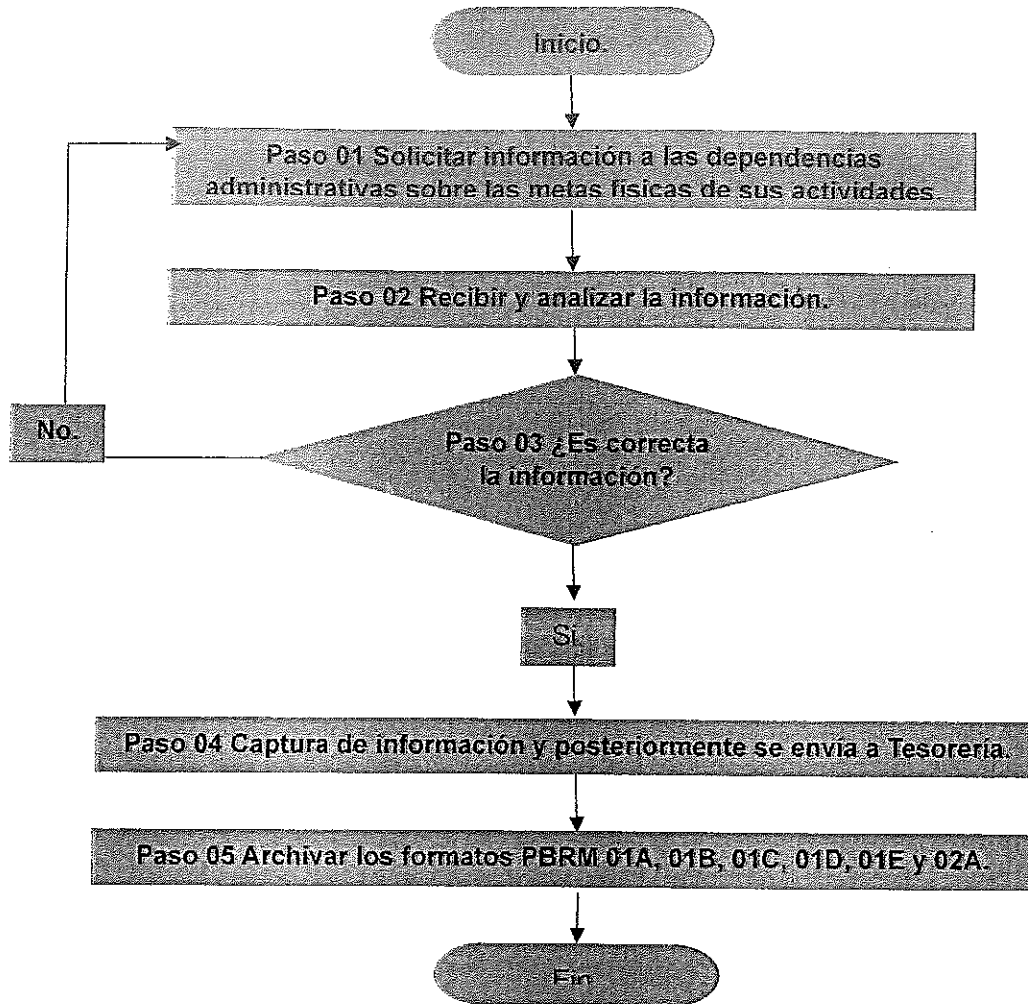 Inicio.
Paso 01 Solicitar información a las dependencias
administrativas sobre las metas físicas de sus actividades.
Paso 02 Recibir y analizar la información.
No.
Paso 03 ¿Es correcta
la información?
Si.
Paso 04 Captura de información y posteriormente se envía a Tesorería.
Paso 05 Archivar los formatos PBRM 01A, 01B, 01C, 01D, 01E y 02A.
Fin